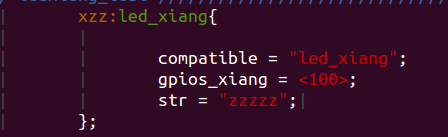 xzz:led_xiang{
compatible = "led_xiang";
gpios_xiang = <100>;
str = "zzzzz";
};